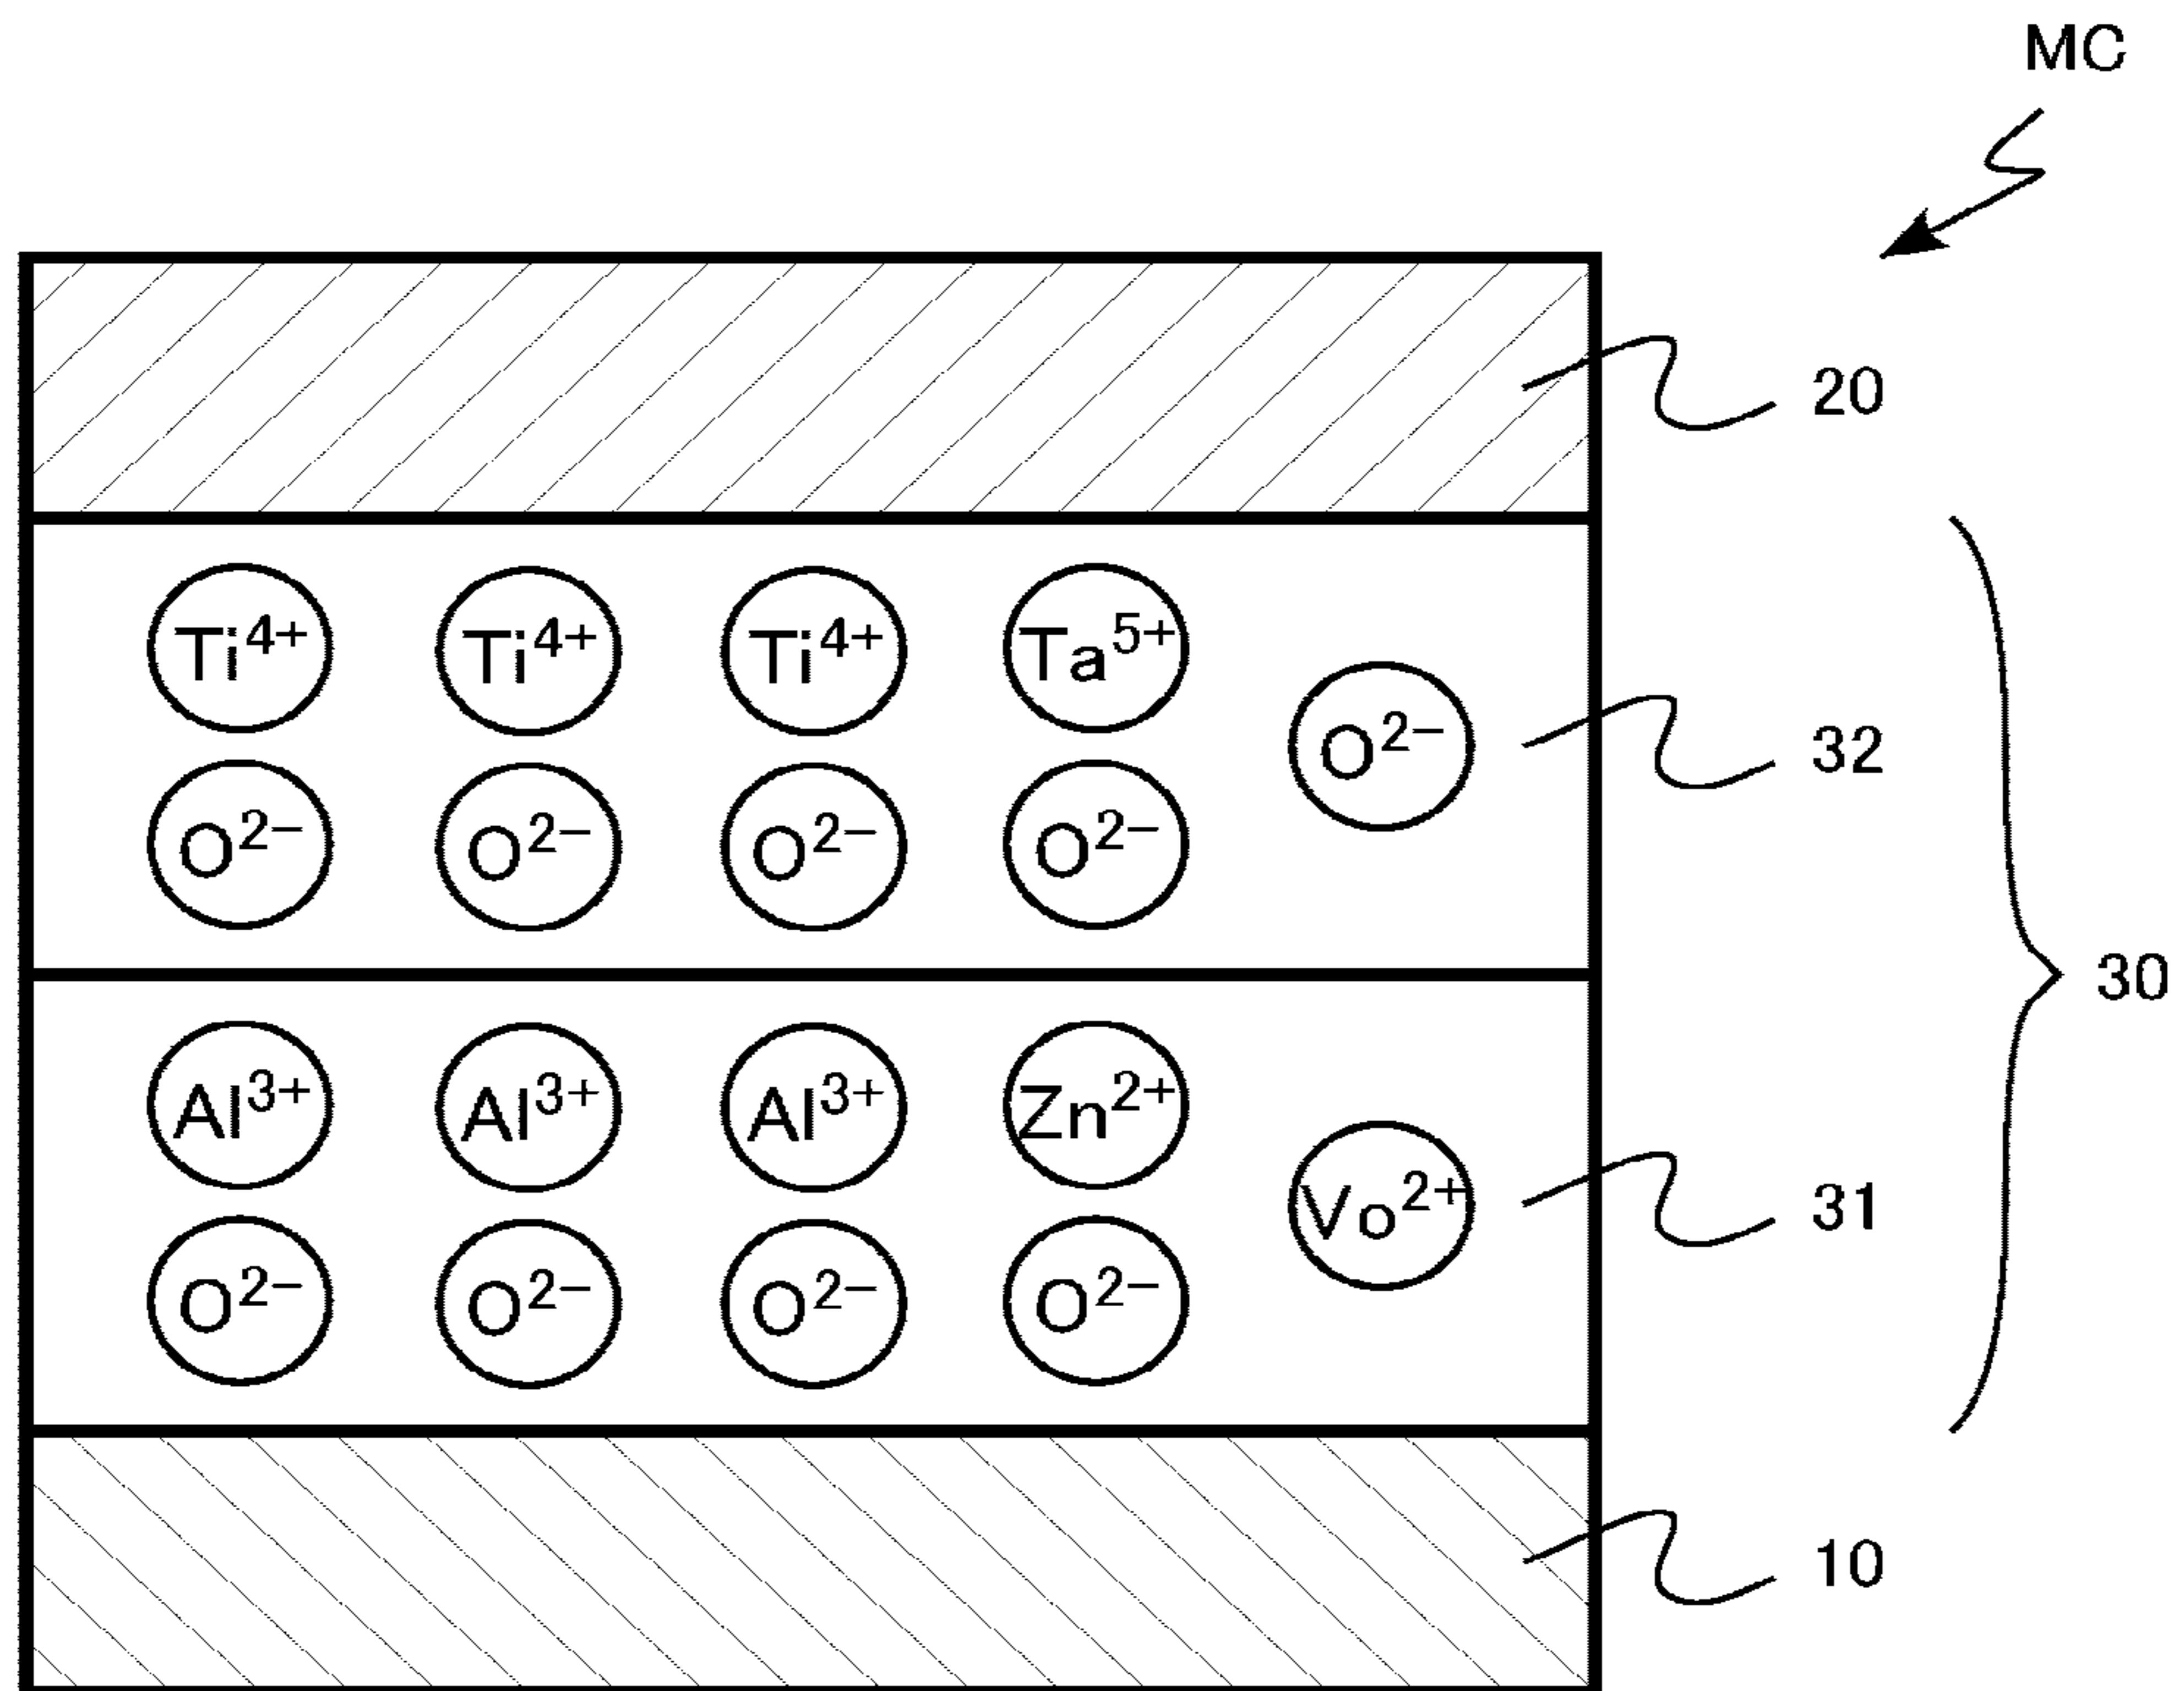 MC
20
Ti4+ Ti4+ Ti4+ Ta5+
O2− 32
O2− O2− O2− O2−
30
Al3+ Al3+ Al3+ Zn2+
Vo2+ 31
O2− O2− O2− O2−
10